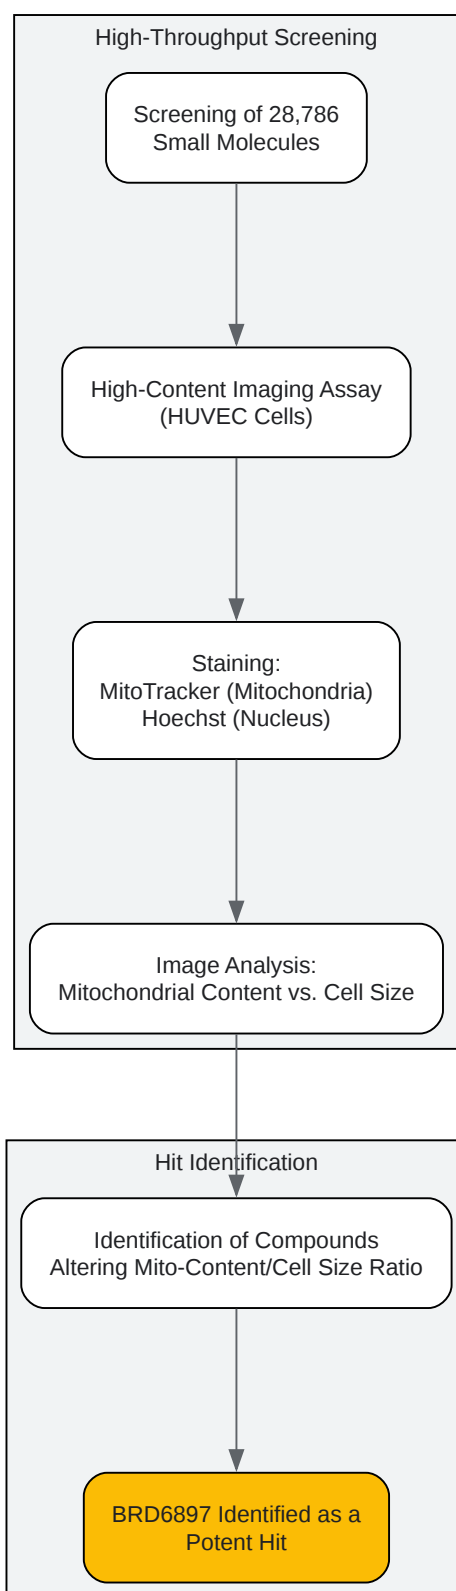 High-Throughput Screening
Screening of 28,786
Small Molecules
High-Content Imaging Assay
(HUVEC Cells)
Staining:
MitoTracker (Mitochondria)
Hoechst (Nucleus)
Image Analysis:
Mitochondrial Content vs. Cell Size
Hit Identification
Identification of Compounds
Altering Mito-Content/Cell Size Ratio
BRD6897 Identified as a
Potent Hit